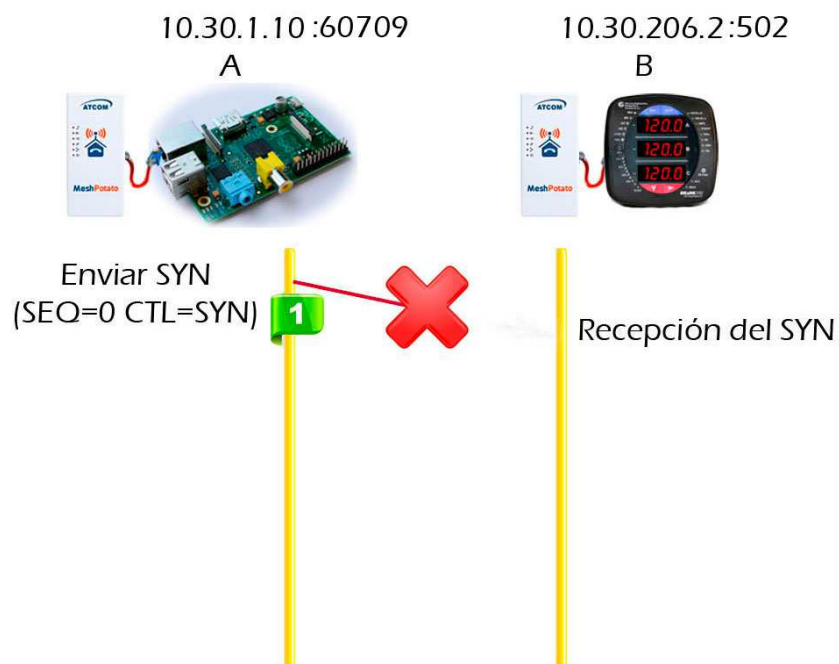 10.30.1.10:60709
10.30.206.2:502
A
B
ATCOM
MeshPotato
ATCOM
MeshPotato
120.0
120.0
120.0
Enviar SYN
(SEQ=0 CTL=SYN)
1
Recepción del SYN